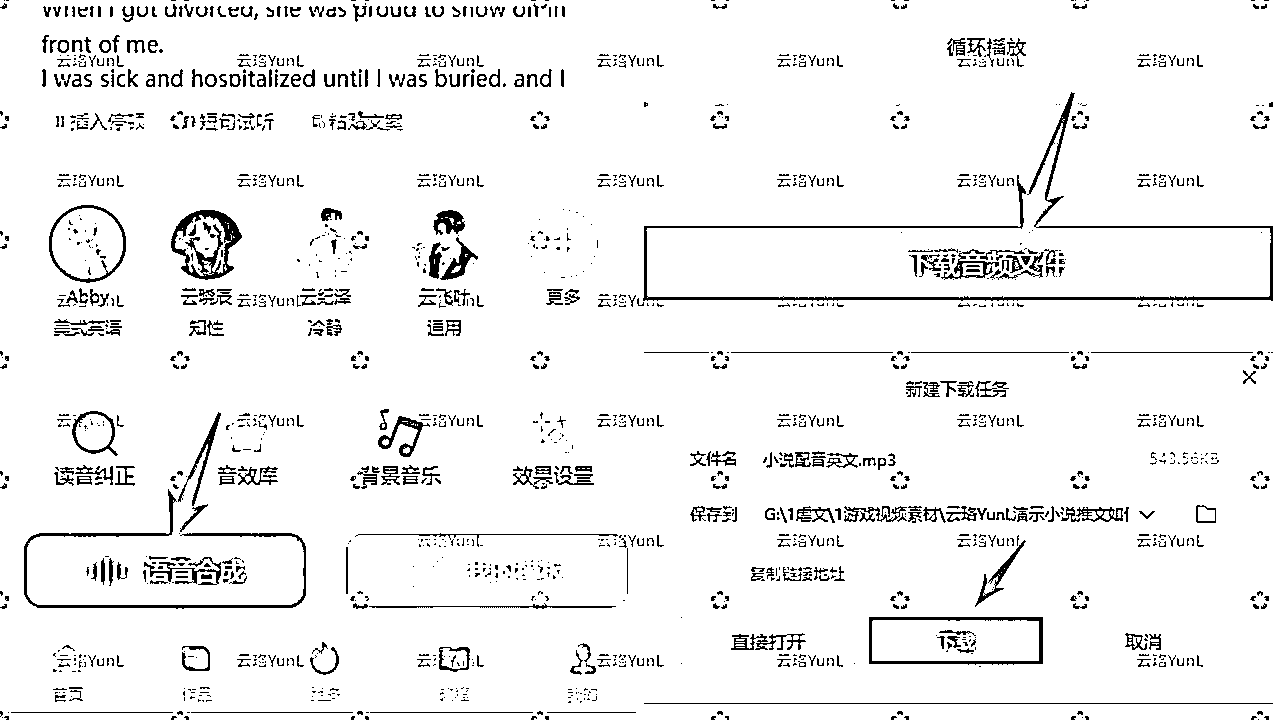 When I got divorced, she was proud to show off in
front of me.
I was sick and hospitalized until I was buried. and I
插入停顿 短句试听 粘贴文案
Abby 云晓辰 云纪泽 云飞叶 更多
美式英语 知性 冷静 通用
读音纠正 音效库 背景音乐 效果设置
语音合成
首页 作品 我的
循环播放
下载音频文件
新建下载任务
文件名 小说配音英文.mp3 543.56KB
保存到 G:\1虐文\1游戏视频素材\云珞YunL演示小说推文如何
复制链接地址
直接打开 下载 取消
云珞YunL